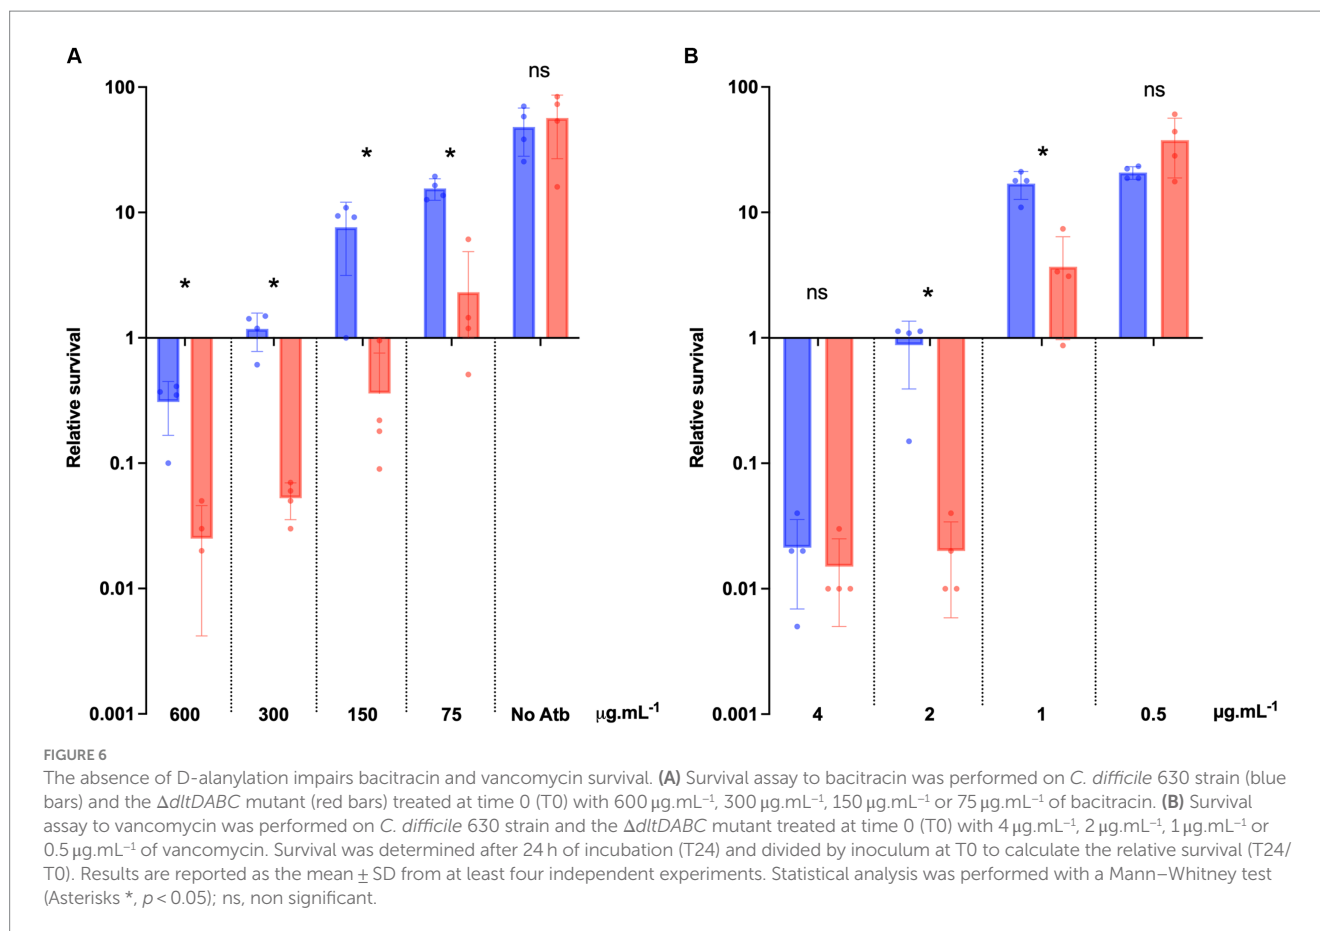 A
B
ns
100
*
*
10
*
*
1
Relative survival
0.1
0.01
0.001
600
300
150
75
No Atb
μg.mL-1
ns
100
*
10
ns
*
1
Relative survival
0.1
0.01
0.001
4
2
1
0.5
μg.mL-1
FIGURE 6
The absence of D-alanylation impairs bacitracin and vancomycin survival. (A) Survival assay to bacitracin was performed on C. difficile 630 strain (blue
bars) and the ΔdltDABC mutant (red bars) treated at time 0 (T0) with 600 μg.mL−1, 300 μg.mL−1, 150 μg.mL−1 or 75 μg.mL−1 of bacitracin. (B) Survival
assay to vancomycin was performed on C. difficile 630 strain and the ΔdltDABC mutant treated at time 0 (T0) with 4 μg.mL−1, 2 μg.mL−1, 1 μg.mL−1 or
0.5 μg.mL−1 of vancomycin. Survival was determined after 24 h of incubation (T24) and divided by inoculum at T0 to calculate the relative survival (T24/
T0). Results are reported as the mean ± SD from at least four independent experiments. Statistical analysis was performed with a Mann–Whitney test
(Asterisks *, p < 0.05); ns, non significant.